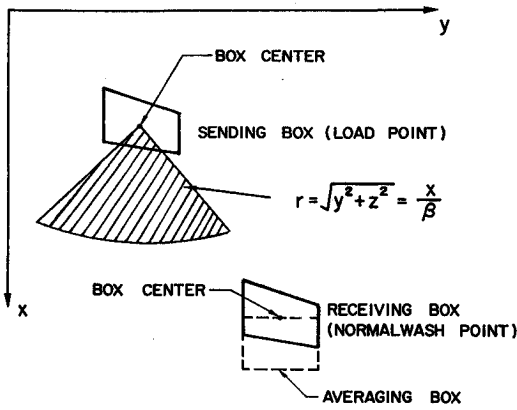 y
BOX CENTER
SENDING BOX (LOAD POINT)
r = √y²+z² = x/β
BOX CENTER
x
RECEIVING BOX
(NORMALWASH POINT)
AVERAGING BOX